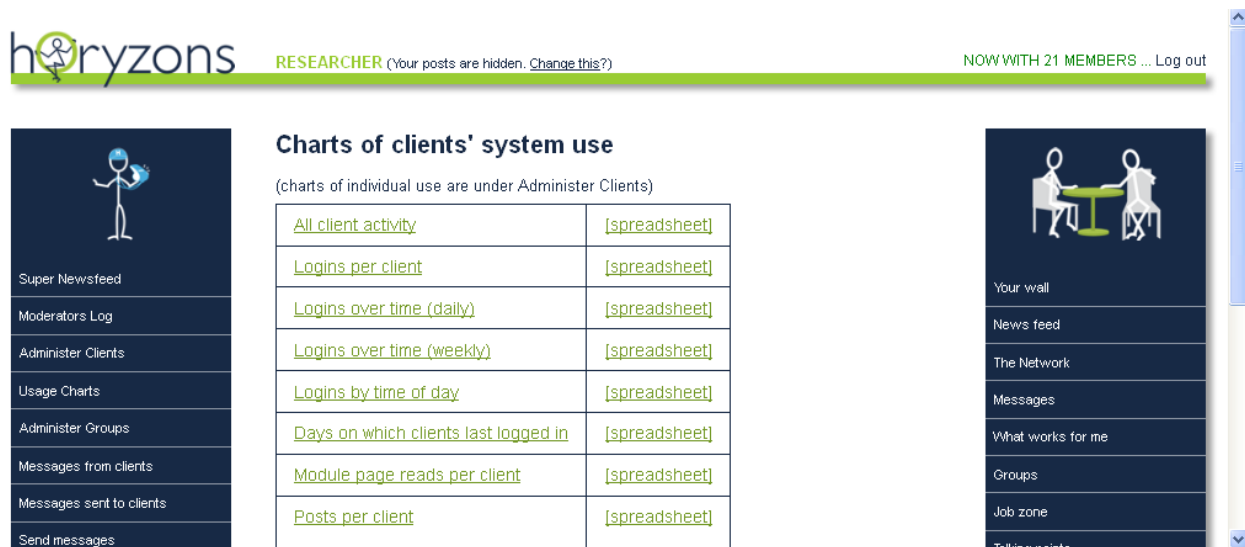 horyzons
RESEARCHER (Your posts are hidden. Change this?)
NOW WITH 21 MEMBERS ... Log out
Super Newsfeed
Moderators Log
Administer Clients
Usage Charts
Administer Groups
Messages from clients
Messages sent to clients
Send messages
Charts of clients' system use
(charts of individual use are under Administer Clients)
All client activity [spreadsheet]
Logins per client [spreadsheet]
Logins over time (daily) [spreadsheet]
Logins over time (weekly) [spreadsheet]
Logins by time of day [spreadsheet]
Days on which clients last logged in [spreadsheet]
Module page reads per client [spreadsheet]
Posts per client [spreadsheet]
Your wall
News feed
The Network
Messages
What works for me
Groups
Job zone